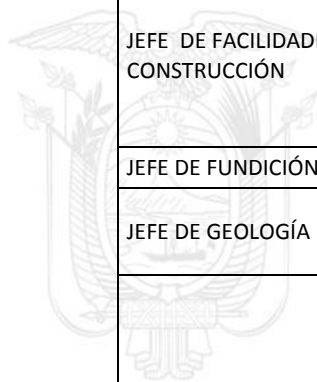 JEFE DE FACILIDAD
CONSTRUCCIÓN
JEFE DE FUNDICIÓN
JEFE DE GEOLOGÍA